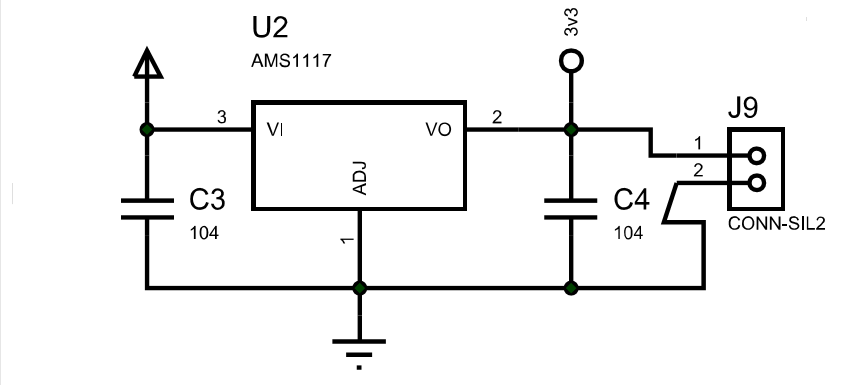 U2
AMS1117
3v3
3
VI
VO
2
ADJ
1
C3
104
C4
104
J9
1
2
CONN-SIL2